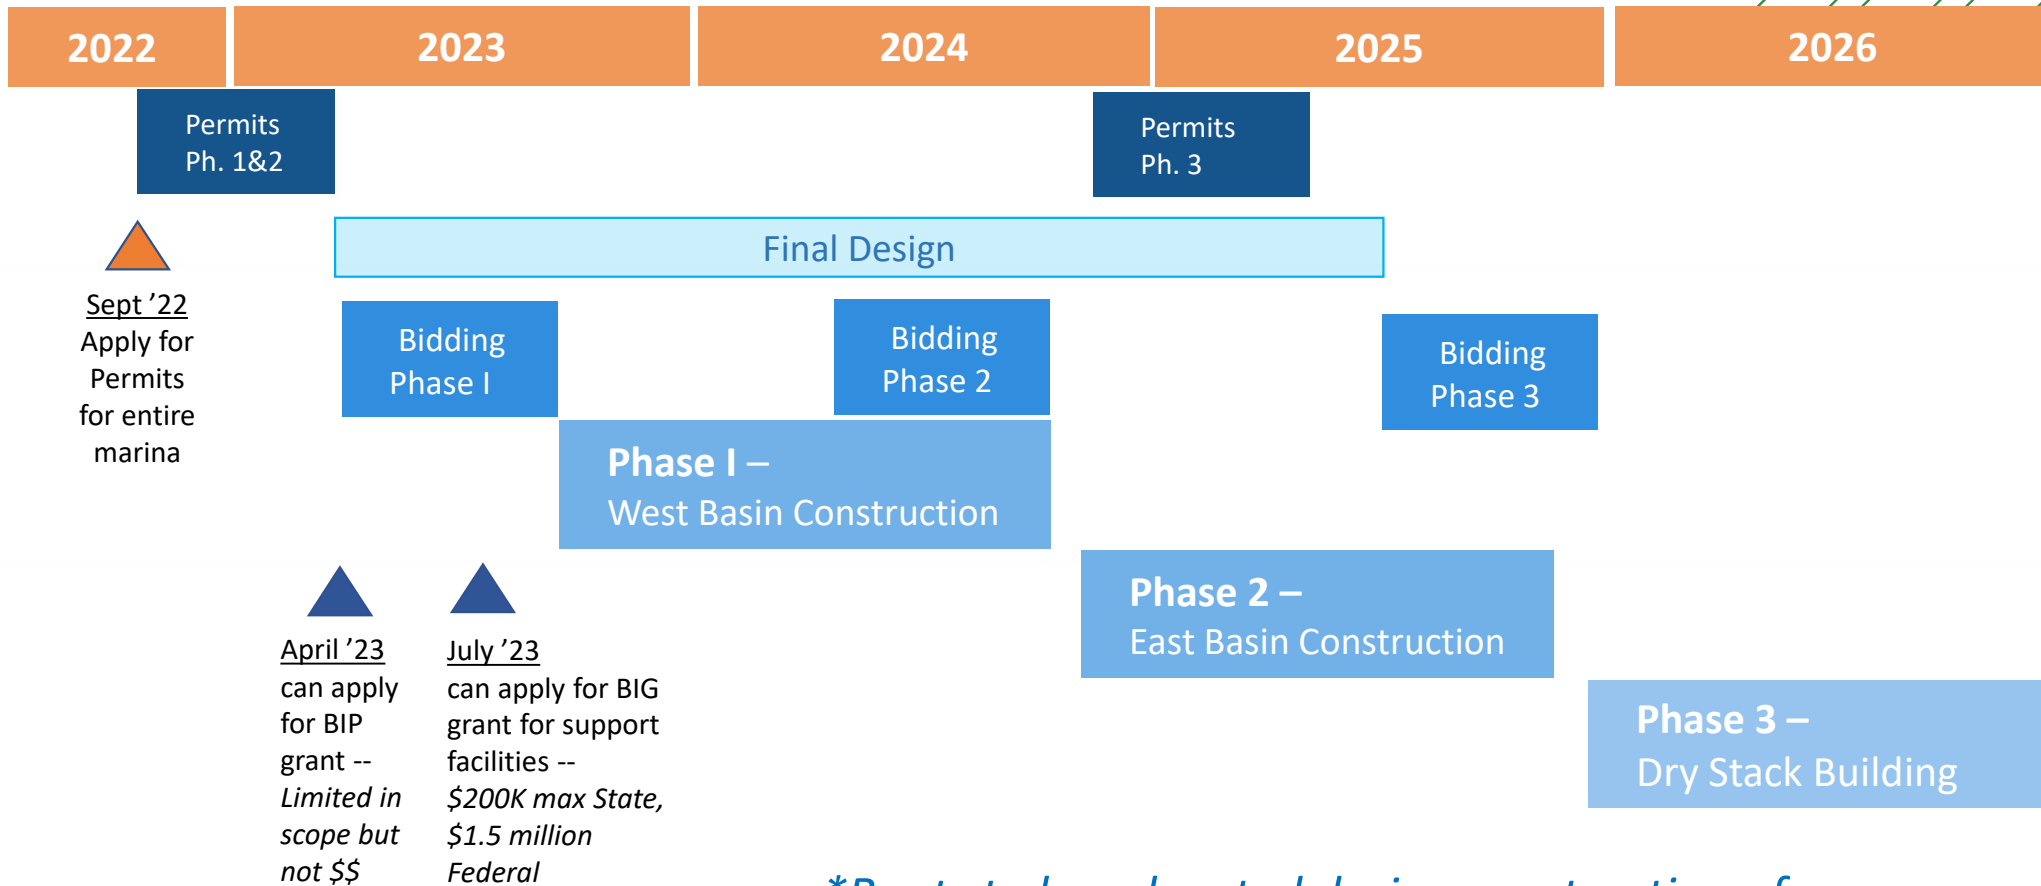 2022
2023
2024
2025
2026
Permits
Ph. 1&2
Permits
Ph. 3
Final Design
Sept ’22
Apply for
Permits
for entire
marina
Bidding
Phase I
Bidding
Phase 2
Bidding
Phase 3
Phase I –
West Basin Construction
Phase 2 –
East Basin Construction
Phase 3 –
Dry Stack Building
April ’23
can apply
for BIP
grant --
Limited in
scope but
not $$
July ’23
can apply for BIG
grant for support
facilities --
$200K max State,
$1.5 million
Federal